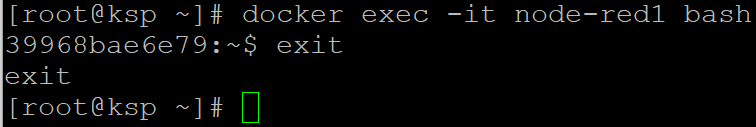 [root@ksp ~]# docker exec -it node-red1 bash
39968bae6e79:~$ exit
exit
[root@ksp ~]#